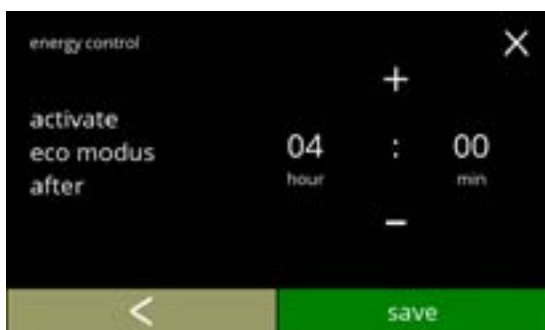 energy control
+
activate
eco modus
after
04 : 00
hour min
-
save